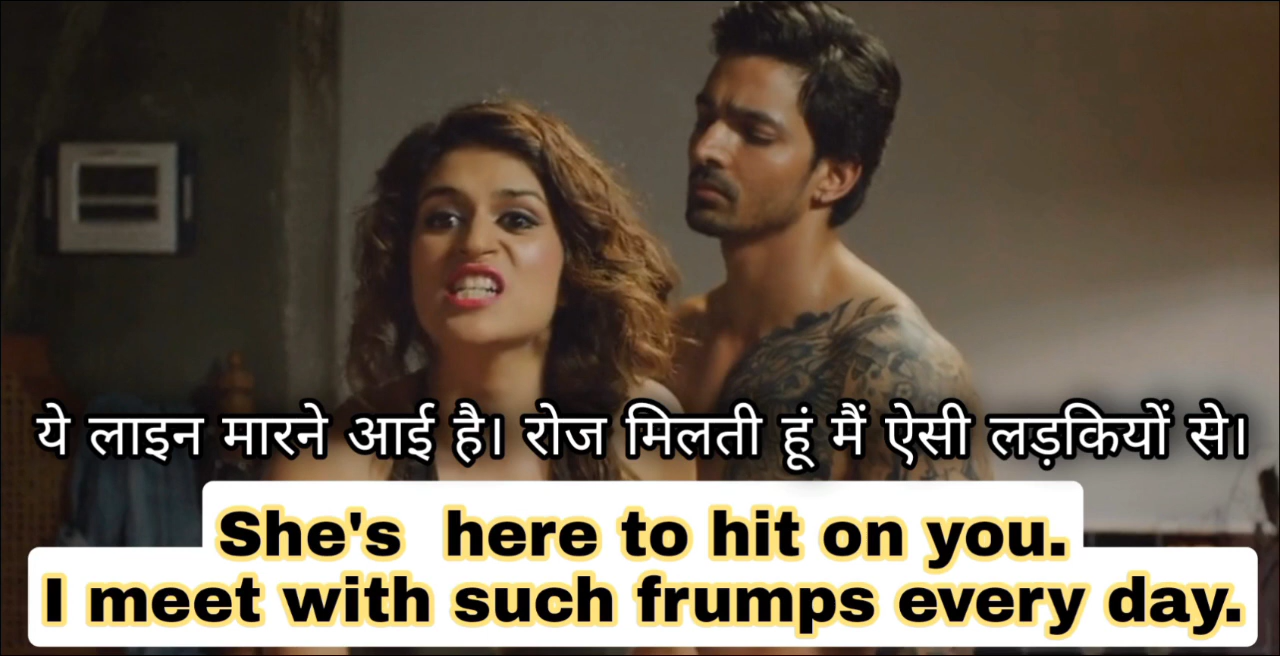 ये लाइन मारने आई है। रोज मिलती हूं मैं ऐसी लड़कियों से।
She's here to hit on you.
I meet with such frumps every day.